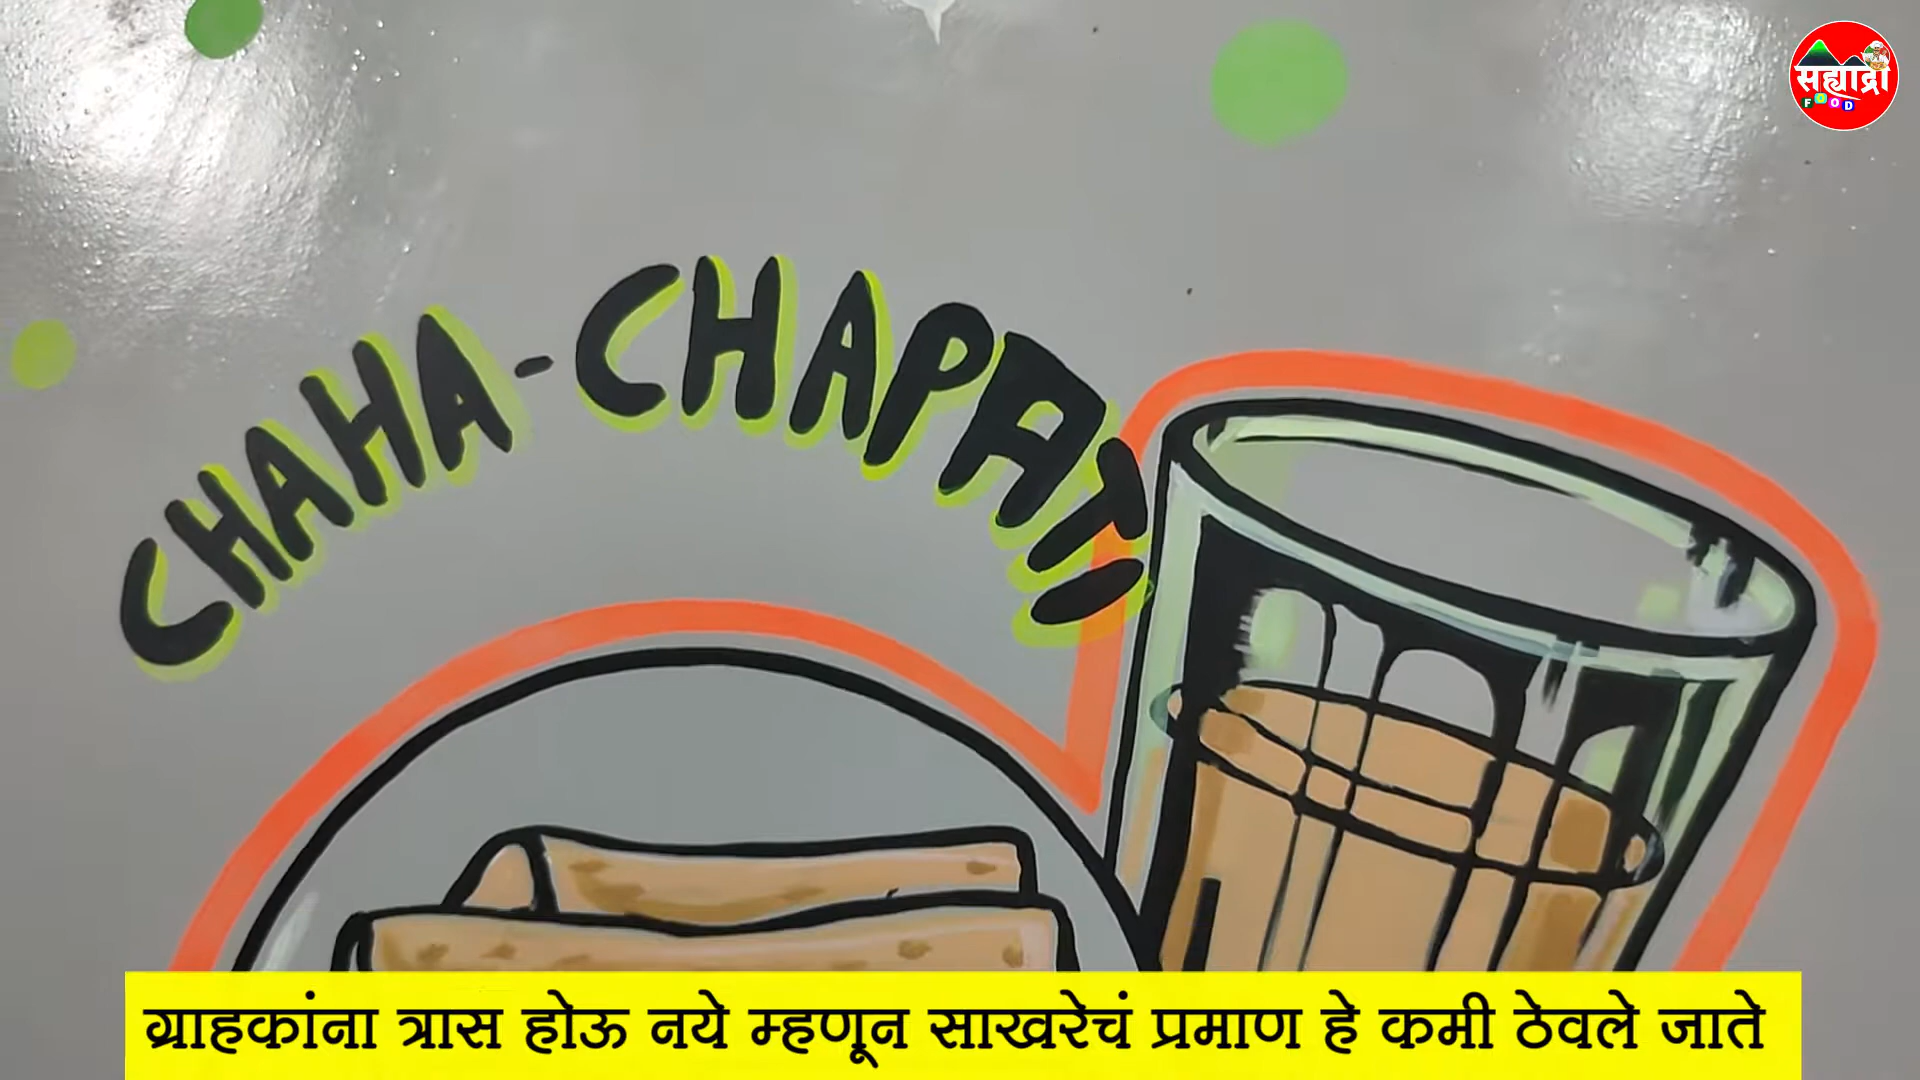 सह्याद्री
FOOD
CHAHA-CHAPATI
ग्राहकांना त्रास होऊ नये म्हणून साखरेचं प्रमाण हे कमी ठेवले जाते